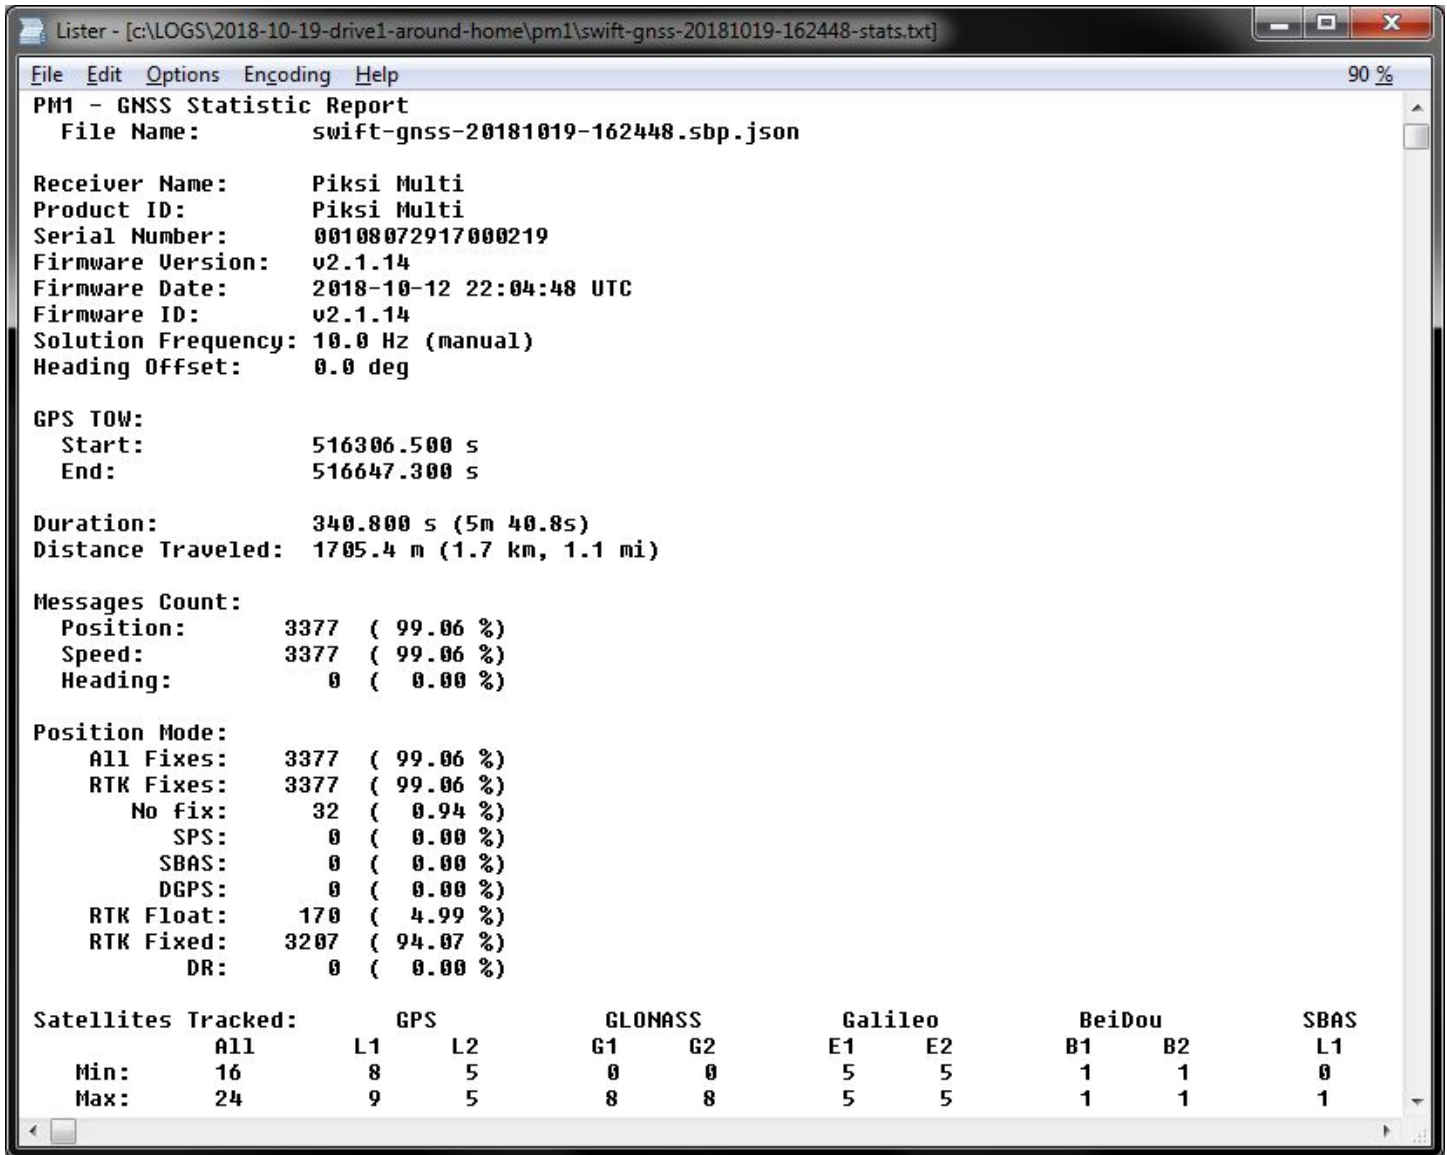 Lister - [c:\LOGS\2018-10-19-drive1-around-home\pm1\swift-gnss-20181019-162448-stats.txt]
File Edit Options Encoding Help 90 %
PM1 - GNSS Statistic Report
File Name: swift-gnss-20181019-162448.sbp.json
Receiver Name: Piksi Multi
Product ID: Piksi Multi
Serial Number: 00108072917000219
Firmware Version: v2.1.14
Firmware Date: 2018-10-12 22:04:48 UTC
Firmware ID: v2.1.14
Solution Frequency: 10.0 Hz (manual)
Heading Offset: 0.0 deg
GPS TOW:
Start: 516306.500 s
End: 516647.300 s
Duration: 340.800 s (5m 40.8s)
Distance Traveled: 1705.4 m (1.7 km, 1.1 mi)
Messages Count:
Position: 3377 ( 99.06 %)
Speed: 3377 ( 99.06 %)
Heading: 0 ( 0.00 %)
Position Mode:
All Fixes: 3377 ( 99.06 %)
RTK Fixes: 3377 ( 99.06 %)
No fix: 32 ( 0.94 %)
SPS: 0 ( 0.00 %)
SBAS: 0 ( 0.00 %)
DGPS: 0 ( 0.00 %)
RTK Float: 170 ( 4.99 %)
RTK Fixed: 3207 ( 94.07 %)
DR: 0 ( 0.00 %)
Satellites Tracked: GPS GLONASS Galileo BeiDou SBAS
All L1 L2 G1 G2 E1 E2 B1 B2 L1
Min: 16 8 5 0 0 5 5 1 1 0
Max: 24 9 5 8 8 5 5 1 1 1